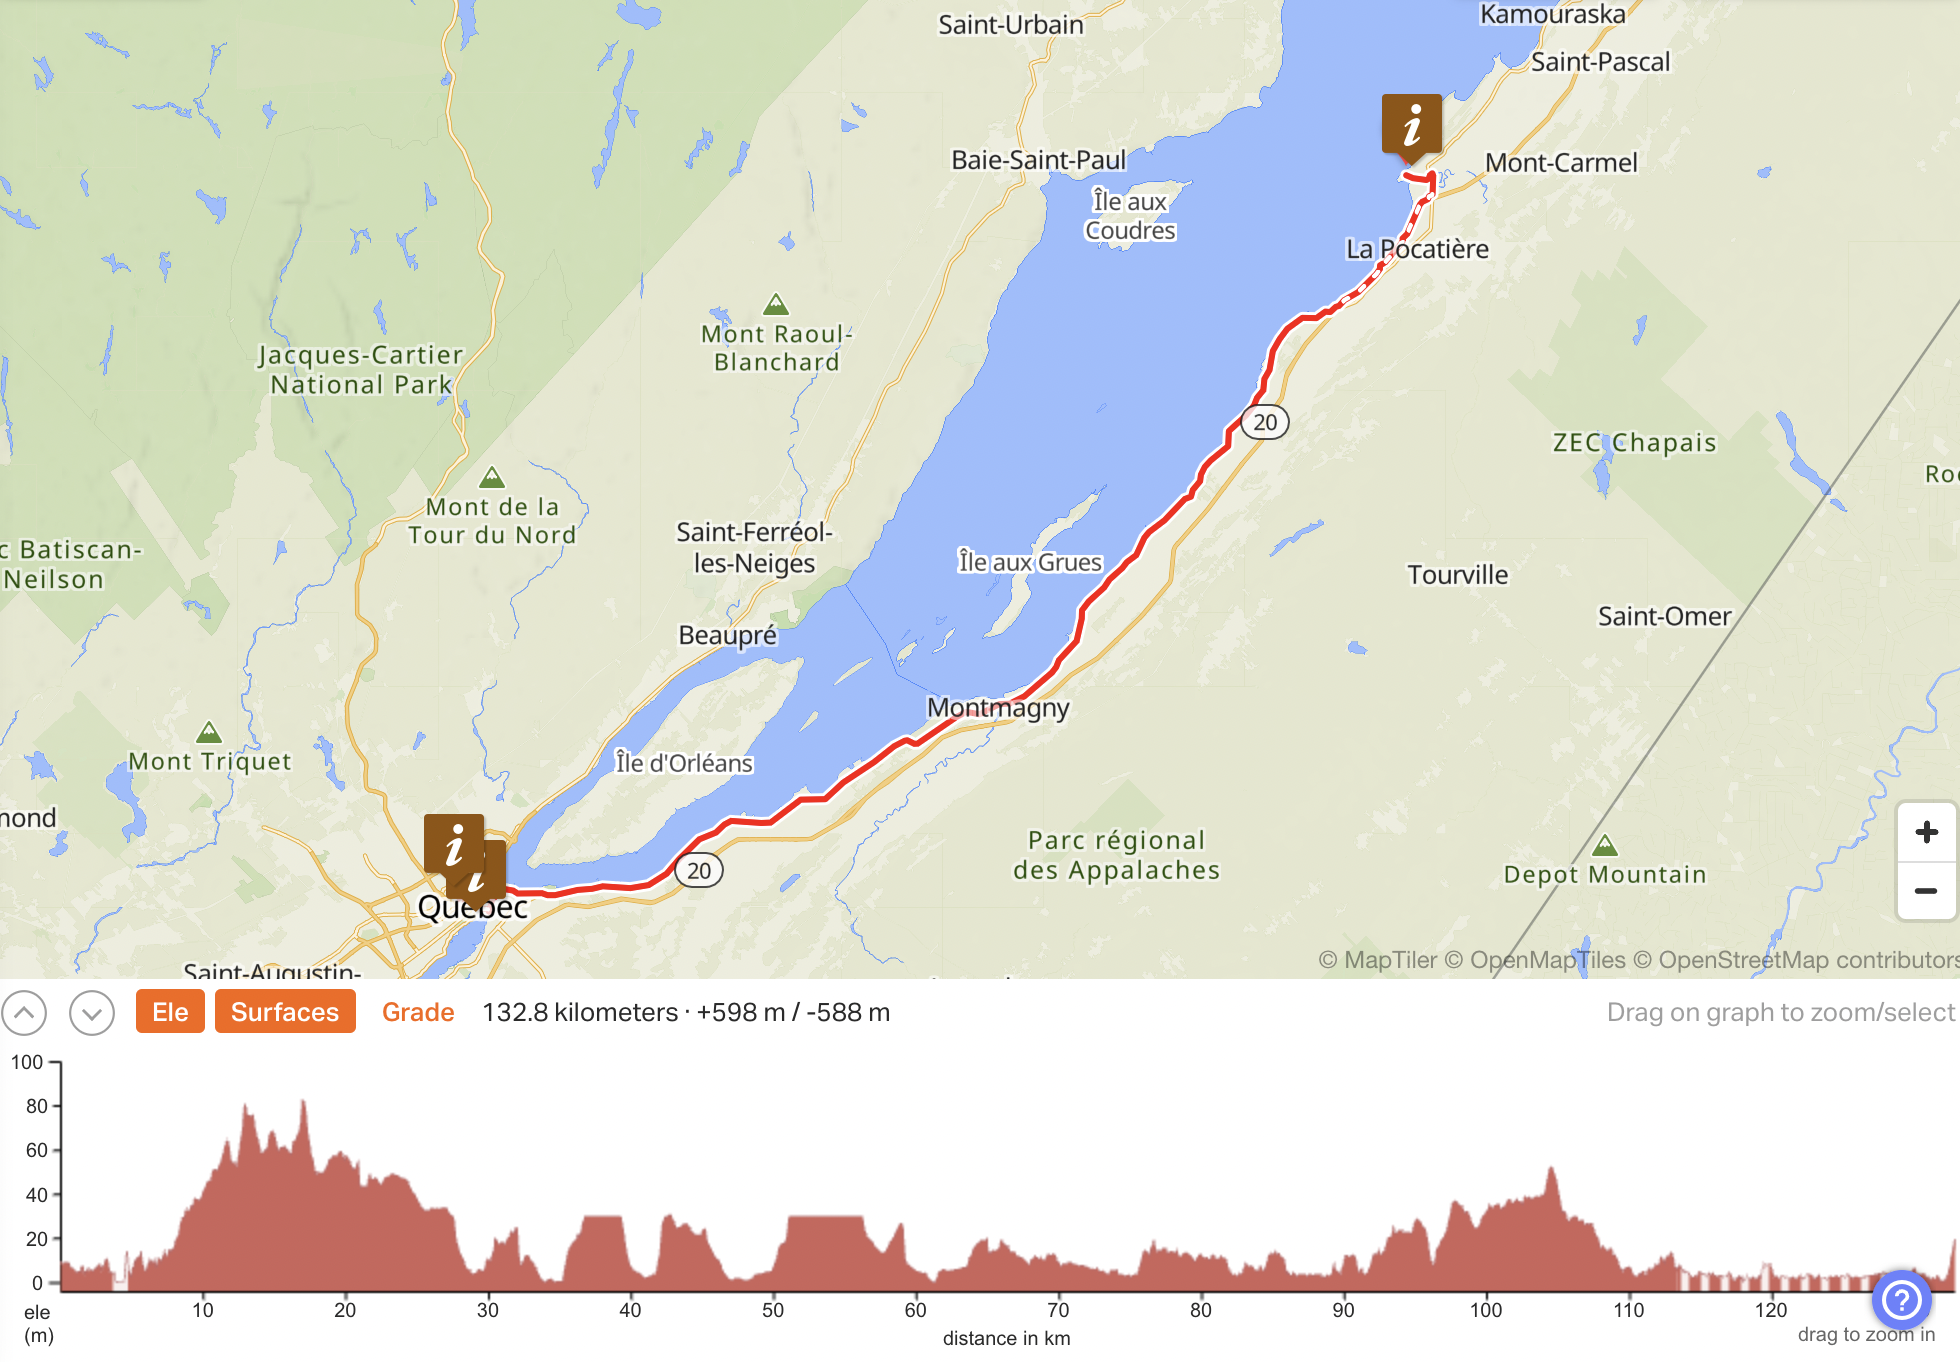 Saint-Urbain
Kamouraska
Saint-Pascal
Baie-Saint-Paul
Mont-Carmel
Île aux
Coudres
La Pocatière
Mont Raoul-
Blanchard
Jacques-Cartier
National Park
20
ZEC Chapais
Mont de la
Tour du Nord
Saint-Ferréol-
les-Neiges
c Batiscan-
Neilson
Île aux Grues
Tourville
Saint-Omer
Beaupré
Montmagny
Mont Triquet
Île d'Orléans
mond
Parc régional
des Appalaches
Depot Mountain
20
Québec
Saint-Augustin-
© MapTiler © OpenMapTiles © OpenStreetMap contributors
Ele
Surfaces
Grade
132.8 kilometers · +598 m / -588 m
Drag on graph to zoom/select
100
80
60
40
20
0
ele
(m)
10
20
30
40
50
60
70
80
90
100
110
120
distance in km
drag to zoom in